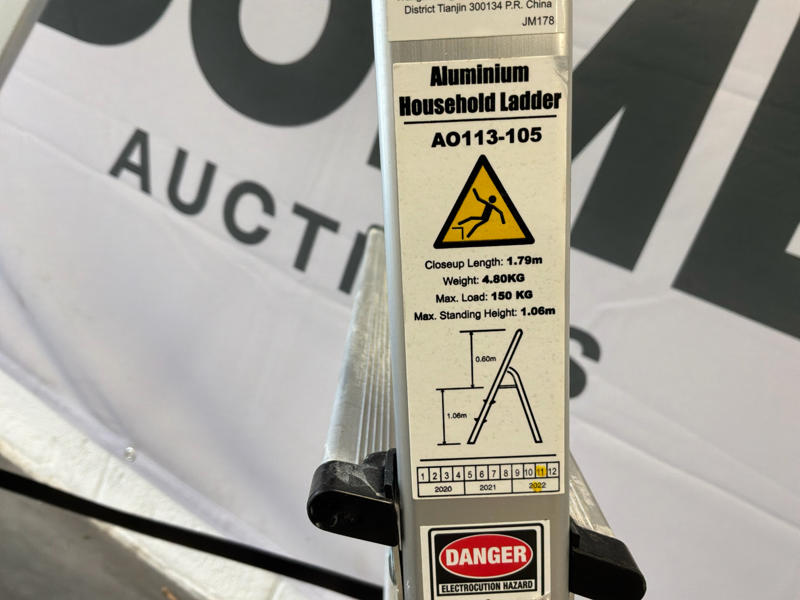 District Tianjin 300134 P.R. China
JM178
Aluminium
Household Ladder
AO113-105
Closeup Length: 1.79m
Weight: 4.80KG
Max. Load: 150 KG
Max. Standing Height: 1.06m
0.60m
1.06m
1 2 3 4 5 6 7 8 9 10 11 12
2020 2021 2022
DANGER
ELECTROCUTION HAZARD